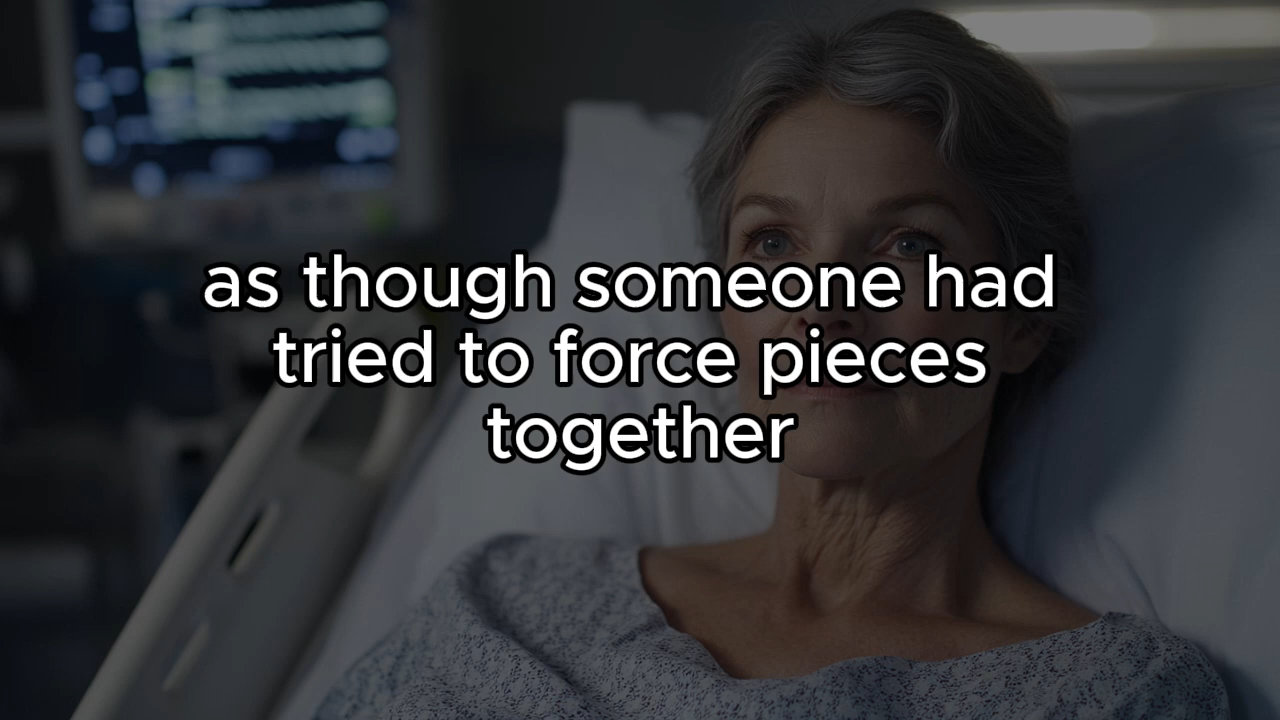 as though someone had
tried to force pieces
together